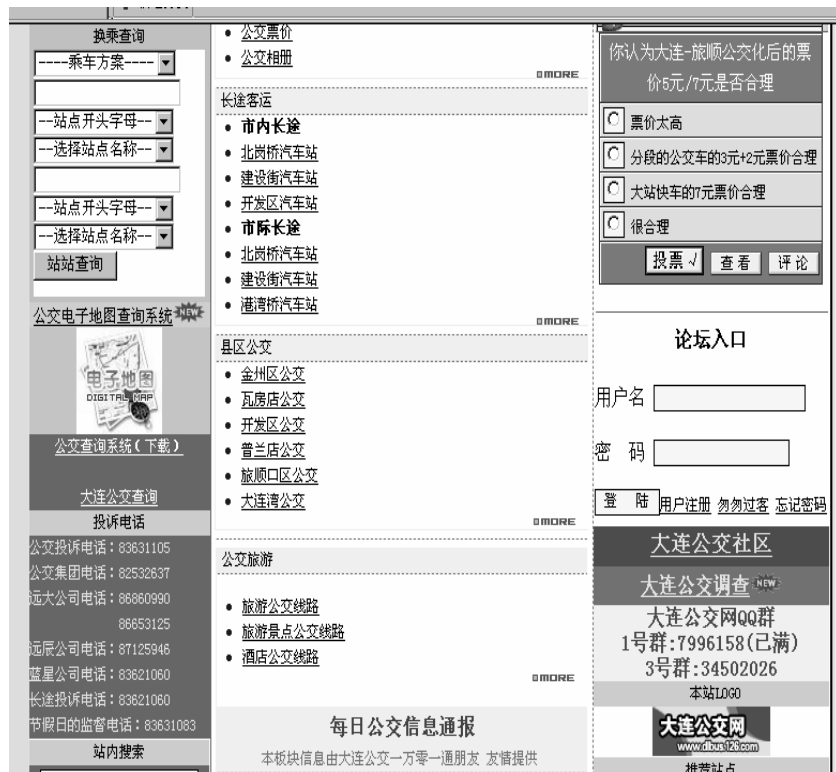 换乘查询
----乘车方案----
--站点开头字母--
--选择站点名称--
--站点开头字母--
--选择站点名称--
站站查询
公交电子地图查询系统 NEW
电子地图
DIGITAL MAP
公交查询系统(下载)
大连公交查询
投诉电话
公交投诉电话：83631105
公交集团电话：82532637
远大公司电话：86860990
86653125
远辰公司电话：87125946
蓝星公司电话：83621060
长途投诉电话：83621060
节假日的监督电话：83631083
站内搜索
公交票价
公交相册
MORE
长途客运
市内长途
北岗桥汽车站
建设街汽车站
开发区汽车站
市际长途
北岗桥汽车站
建设街汽车站
港湾桥汽车站
MORE
县区公交
金州区公交
瓦房店公交
开发区公交
普兰店公交
旅顺口区公交
大连湾公交
MORE
公交旅游
旅游公交线路
旅游景点公交线路
酒店公交线路
MORE
每日公交信息通报
本板块信息由大连公交一万零一通朋友 友情提供
你认为大连-旅顺公交化后的票
价5元/7元是否合理
票价太高
分段的公交车的3元+2元票价合理
大站快车的7元票价合理
很合理
投票√ 查看 评论
论坛入口
用户名
密 码
登 陆 用户注册 匆匆过客 忘记密码
大连公交社区
大连公交调查 NEW
大连公交网QQ群
1号群:7996158(已满)
3号群:34502026
本站LOGO
大连公交网
www.dlbus.126.com
推荐站点